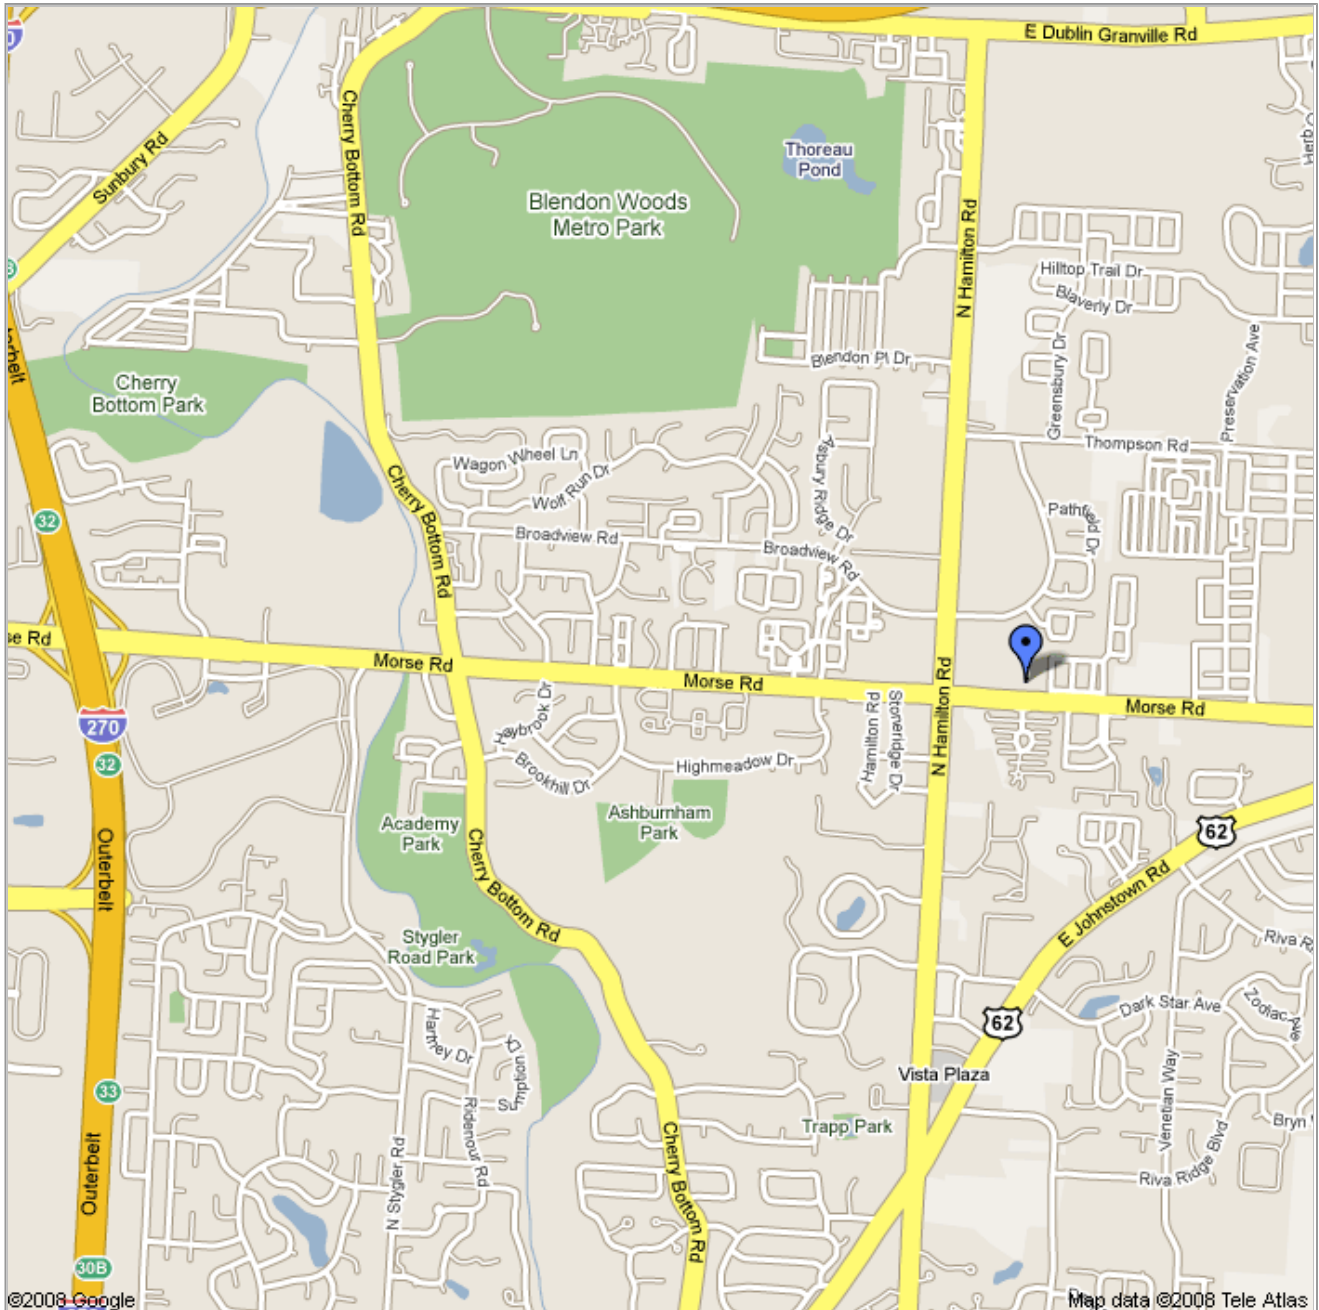 E Dublin Granville Rd
Cherry Bottom Rd
Sunbury Rd
Thoreau
Pond
Blendon Woods
Metro Park
N Hamilton Rd
Hilltop Trail Dr
Blaverly Dr
Greensbury Dr
Preservation Ave
Blendon Pl Dr
Cherry
Bottom Park
Thompson Rd
Wagon Wheel Ln
Wolf Run Dr
Asbury Ridge Dr
Cherry Bottom Rd
32
Pathfield Dr
Broadview Rd
Broadview Rd
se Rd
Morse Rd
Morse Rd
Morse Rd
N Hamilton Rd
Hamilton Rd
Stoneridge Dr
270
32
Brookhill Dr
Highmeadow Dr
Ashburnham
Park
Academy
Park
62
Outerbelt
Cherry Bottom Rd
E Johnstown Rd
Stygler
Road Park
Riva R
Dark Star Ave
Zodiac Ave
62
Hartney Dr
Vista Plaza
Venetian Way
33
Ridenour Rd
Trapp Park
Bryn
Outerbelt
N Stygler Rd
Cherry Bottom Rd
Riva Ridge Blvd
30B
©2008 Google
Map data ©2008 Tele Atlas